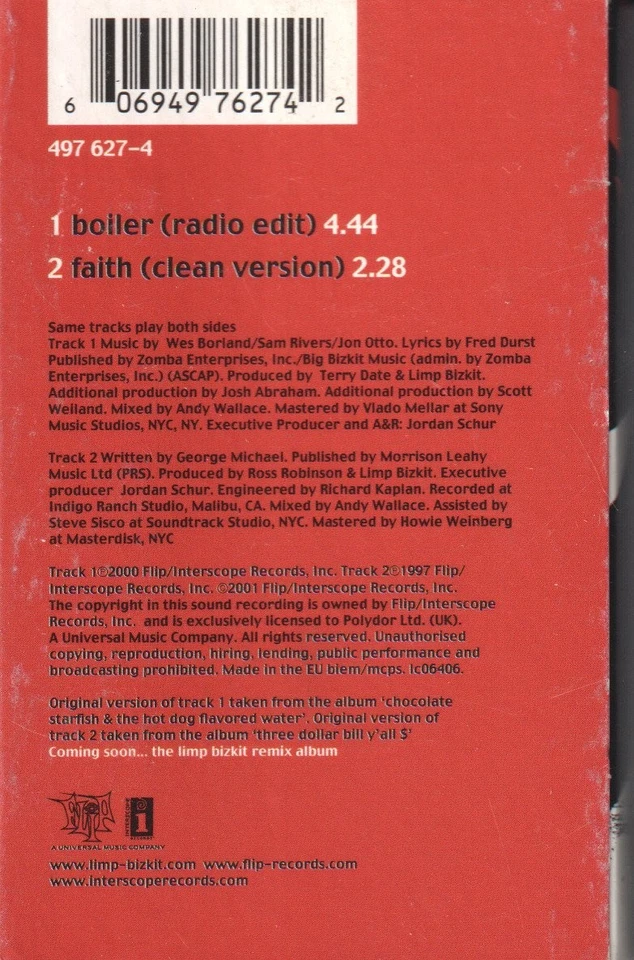 6 06949 76274 2
497 627-4
1 boiler (radio edit) 4.44
2 faith (clean version) 2.28
Same tracks play both sides
Track 1 Music by Wes Borland/Sam Rivers/Jon Otto. Lyrics by Fred Durst
Published by Zomba Enterprises, Inc./Big Bizkit Music (admin. by Zomba
Enterprises, Inc.) (ASCAP). Produced by Terry Date & Limp Bizkit.
Additional production by Josh Abraham. Additional production by Scott
Weiland. Mixed by Andy Wallace. Mastered by Vlado Mellar at Sony
Music Studios, NYC, NY. Executive Producer and A&R: Jordan Schur
Track 2 Written by George Michael. Published by Morrison Leahy
Music Ltd (PRS). Produced by Ross Robinson & Limp Bizkit. Executive
producer Jordan Schur. Engineered by Richard Kaplan. Recorded at
Indigo Ranch Studio, Malibu, CA. Mixed by Andy Wallace. Assisted by
Steve Sisco at Soundtrack Studio, NYC. Mastered by Howie Weinberg
at Masterdisk, NYC
Track 1℗2000 Flip/Interscope Records, Inc. Track 2℗1997 Flip/
Interscope Records, Inc. ©2001 Flip/Interscope Records, Inc.
The copyright in this sound recording is owned by Flip/Interscope
Records, Inc. and is exclusively licensed to Polydor Ltd. (UK).
A Universal Music Company. All rights reserved. Unauthorised
copying, reproduction, hiring, lending, public performance and
broadcasting prohibited. Made in the EU biem/mcps. lc06406.
Original version of track 1 taken from the album 'chocolate
starfish & the hot dog flavored water'. Original version of
track 2 taken from the album 'three dollar bill y'all $'
Coming soon... the limp bizkit remix album
FLIP INTERSCOPE RECORDS i
A UNIVERSAL MUSIC COMPANY
www.limp-bizkit.com www.flip-records.com
www.interscoperecords.com